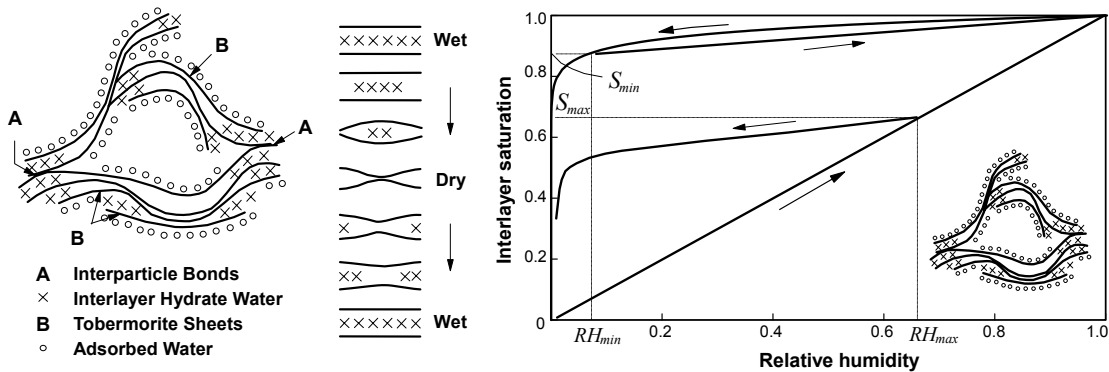 A
B
A
B
A Interparticle Bonds
× Interlayer Hydrate Water
B Tobermorite Sheets
○ Adsorbed Water
Wet
Dry
Wet
Interlayer saturation
1.0
0.8
0.6
0.4
0.2
0
S_min
S_max
0.2
0.4
0.6
0.8
1.0
RH_min
RH_max
Relative humidity